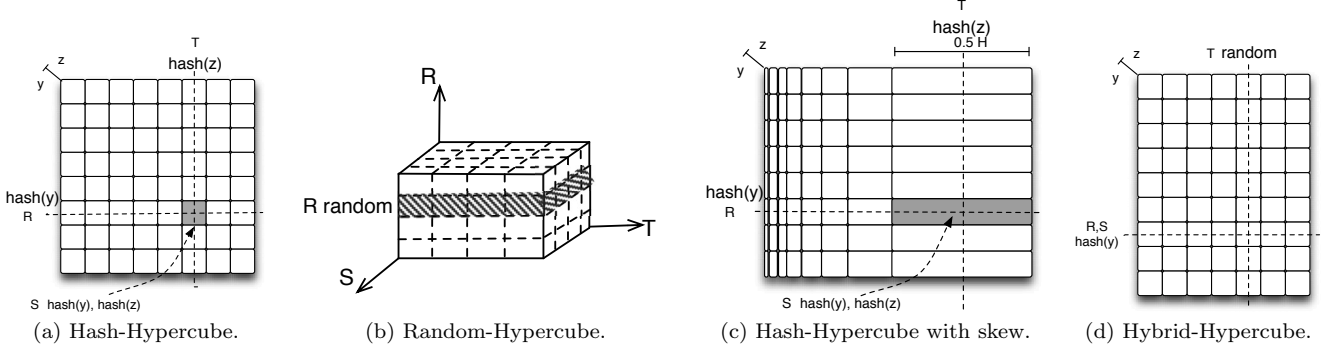 T
hash(z)
z
y
hash(y)
R
S hash(y), hash(z)
(a) Hash-Hypercube.
R
R random
T
S
(b) Random-Hypercube.
T
hash(z)
0.5 H
z
y
hash(y)
R
S hash(y), hash(z)
(c) Hash-Hypercube with skew.
T random
z
y
R,S
hash(y)
(d) Hybrid-Hypercube.